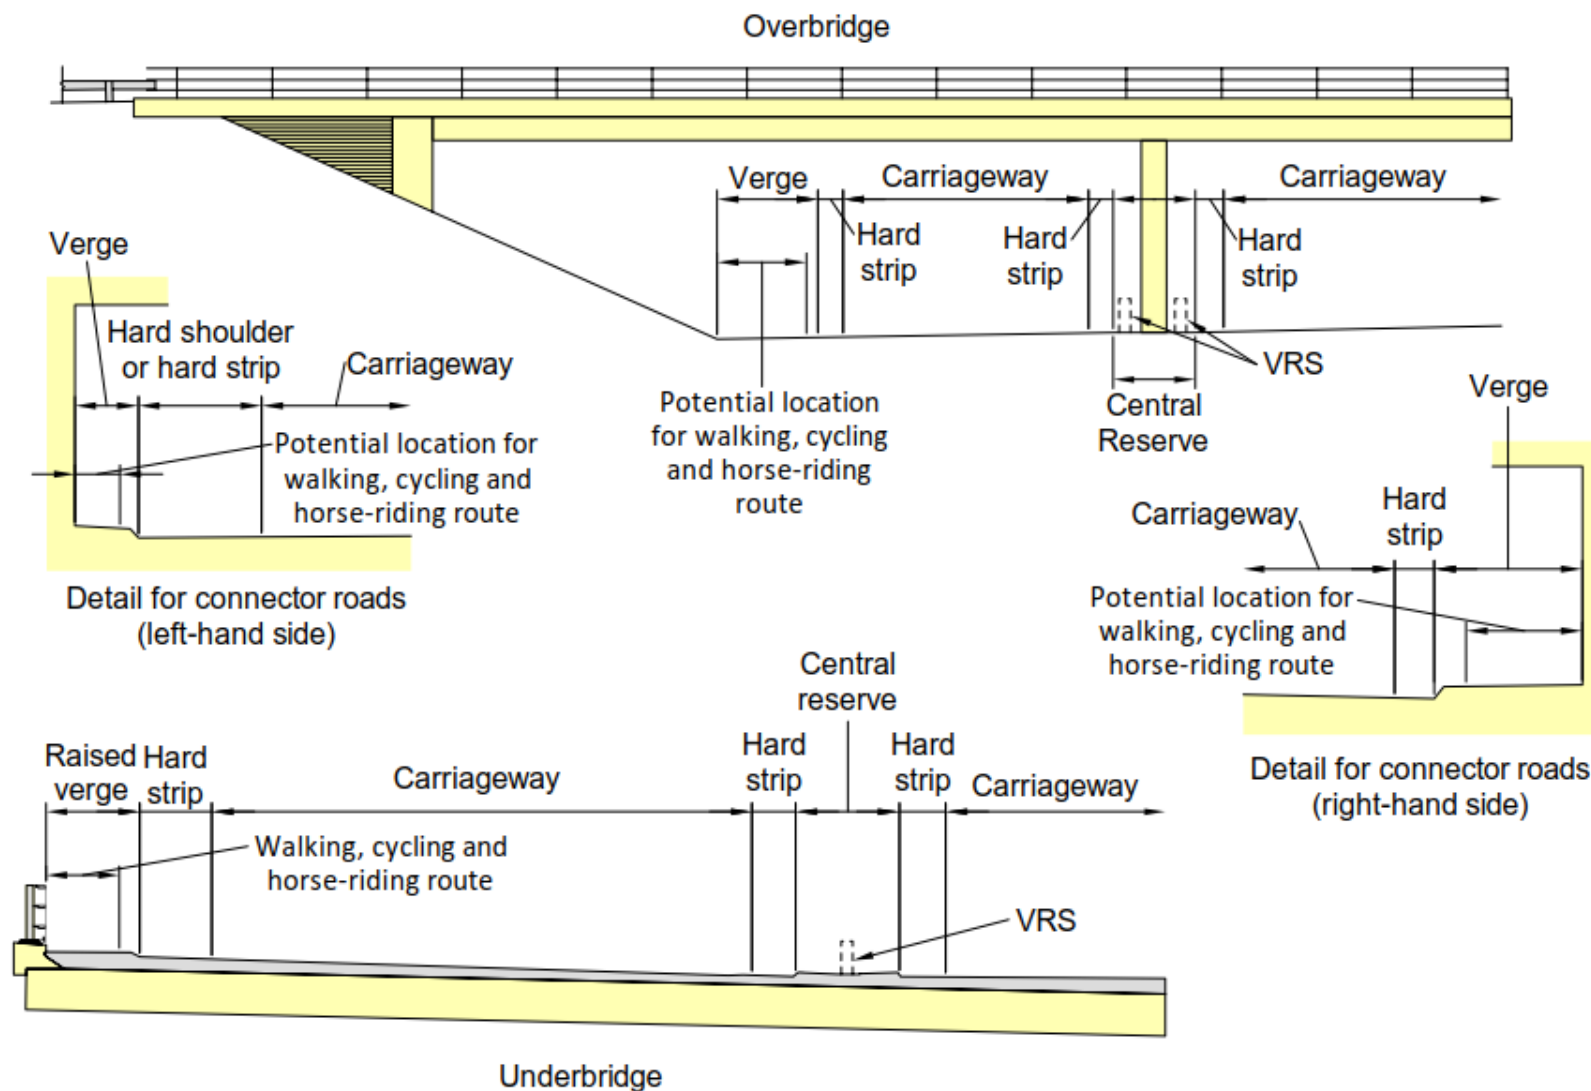 Overbridge
Verge
Carriageway
Carriageway
Hard
strip
Hard
strip
Hard
strip
VRS
Potential location
for walking, cycling
and horse-riding
route
Central
Reserve
Verge
Hard shoulder
or hard strip
Carriageway
Potential location for
walking, cycling and
horse-riding route
Detail for connector roads
(left-hand side)
Verge
Hard
strip
Carriageway
Potential location for
walking, cycling and
horse-riding route
Detail for connector roads
(right-hand side)
Central
reserve
Raised
verge
Hard
strip
Carriageway
Hard
strip
Hard
strip
Carriageway
Walking, cycling and
horse-riding route
VRS
Underbridge